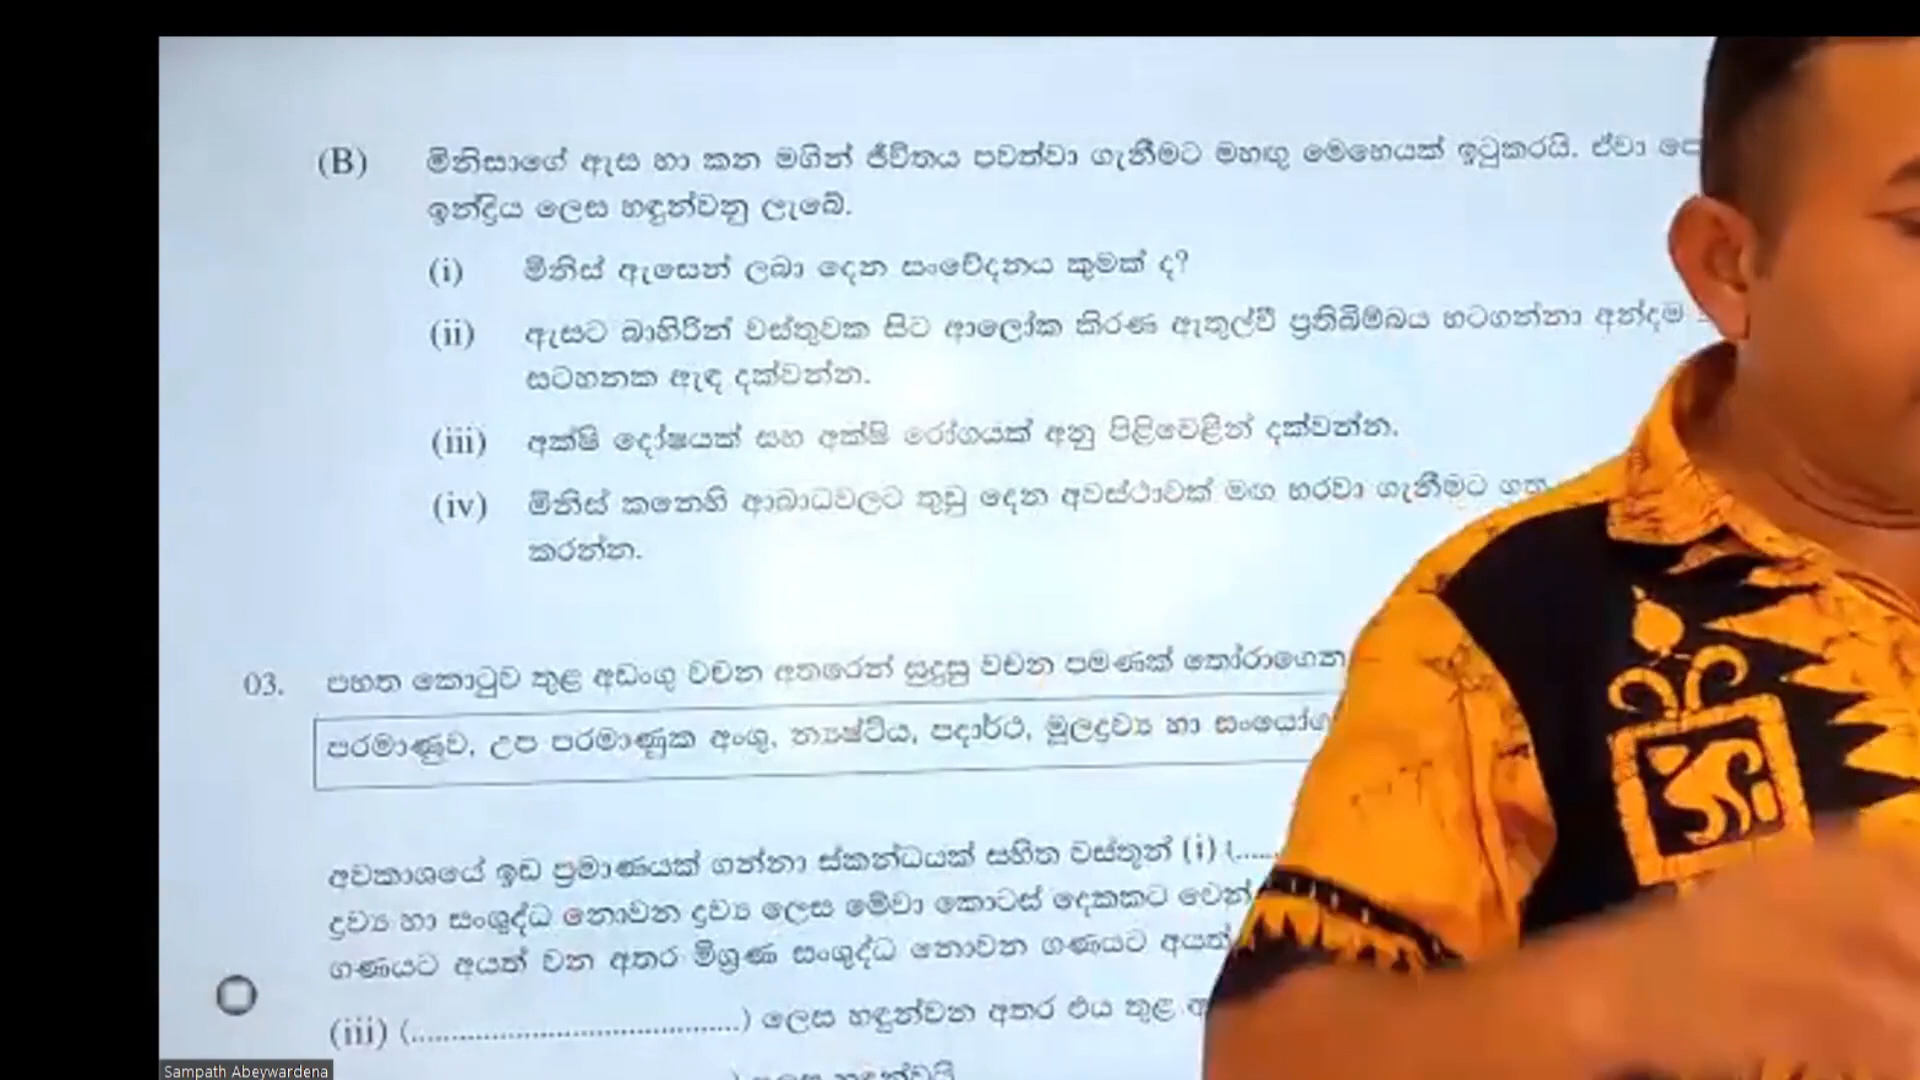 (B) මිනිසාගේ ඇස හා කන මගින් ජීවිතය පවත්වා ගැනීමට මහඟු මෙහෙයක් ඉටුකරයි. ඒවා
ඉන්ද්‍රිය ලෙස හඳුන්වනු ලැබේ.
(i) මිනිස් ඇසෙන් ලබා දෙන සංවේදනය කුමක් ද?
(ii) ඇසට බාහිරින් වස්තුවක සිට ආලෝක කිරණ ඇතුල්වී ප්‍රතිබිම්බය හටගන්නා අන්දම
සටහනක ඇඳ දක්වන්න.
(iii) අක්ෂි දෝෂයක් සහ අක්ෂි රෝගයක් අනු පිළිවෙළින් දක්වන්න.
(iv) මිනිස් කනෙහි ආබාධවලට තුඩු දෙන අවස්ථාවක් මඟ හරවා ගැනීමට ගත
කරන්න.
03. පහත කොටුව තුළ අඩංගු වචන අතරෙන් සුදුසු වචන පමණක් තෝරාගෙන
පරමාණුව, උප පරමාණුක අංශු, න්‍යෂ්ටිය, පදාර්ථ, මූලද්‍රව්‍ය හා
අවකාශයේ ඉඩ ප්‍රමාණයක් ගන්නා ස්කන්ධයක් සහිත වස්තූන් (i) (......
ද්‍රව්‍ය හා සංශුද්ධ නොවන ද්‍රව්‍ය ලෙස මේවා කොටස් දෙකකට වෙන්
ගණයට අයත් වන අතර මිශ්‍රණ සංශුද්ධ නොවන ගණයට අයත්
(iii) (....................................) ලෙස හඳුන්වන අතර එය තුළ
) ලෙස හඳුන්වයි
Sampath Abeywardena